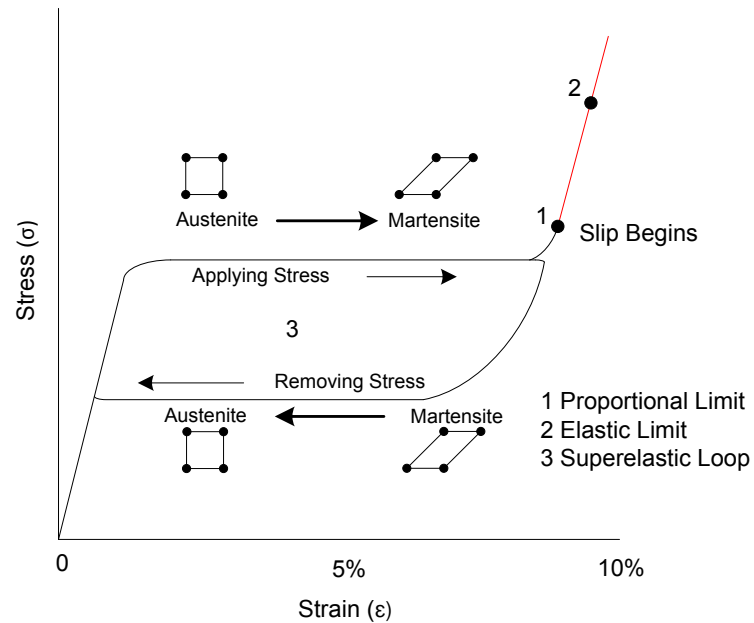 2
Austenite
Martensite
1
Slip Begins
Applying Stress
3
Removing Stress
Austenite
Martensite
1 Proportional Limit
2 Elastic Limit
3 Superelastic Loop
Stress (σ)
0
5%
10%
Strain (ε)